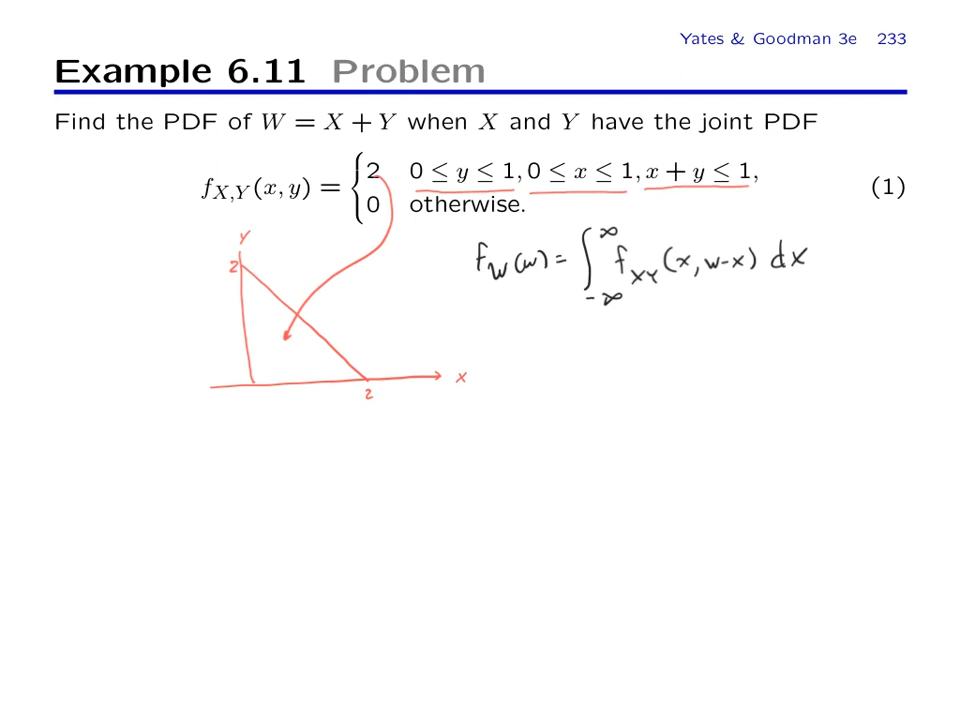 Yates & Goodman 3e 233
Example 6.11 Problem
Find the PDF of W = X + Y when X and Y have the joint PDF
f_{X,Y}(x, y) = { 2 0 ≤ y ≤ 1, 0 ≤ x ≤ 1, x + y ≤ 1, (1)
0 otherwise.
f_W(w) = ∫_{-∞}^{∞} f_{XY}(x, w-x) dx
Y
2
X
2